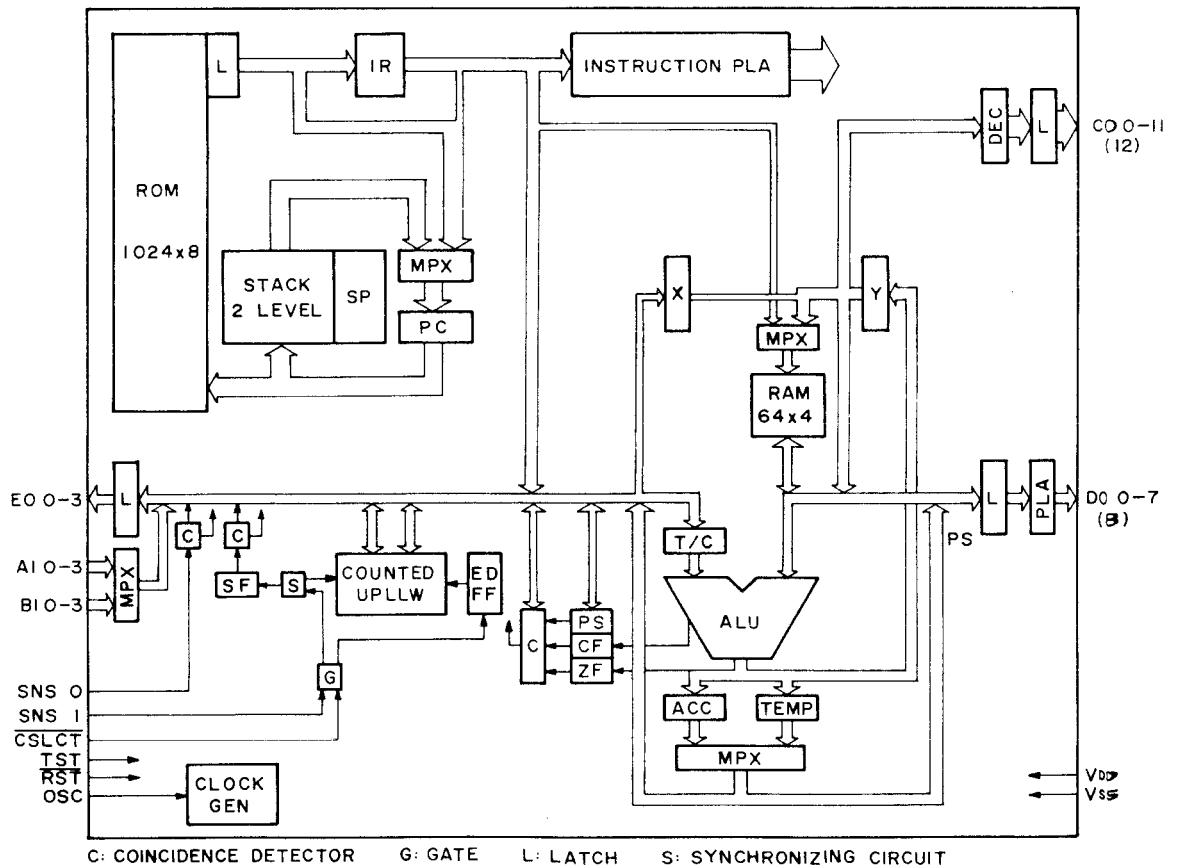 L
IR
INSTRUCTION PLA
ROM
1024x8
DEC
L
CO 0-11
(12)
STACK
2 LEVEL
SP
MPX
PC
X
Y
MPX
RAM
64x4
EO 0-3
L
C
C
AI 0-3
BI 0-3
MPX
SF
S
COUNTED
UPLLW
ED
FF
C
PS
CF
ZF
T/C
ALU
L
PLA
DO 0-7
(8)
PS
G
SNS 0
SNS 1
CSLCT
TST
RST
OSC
CLOCK
GEN
ACC
TEMP
MPX
VDD
VSS
C: COINCIDENCE DETECTOR G: GATE L: LATCH S: SYNCHRONIZING CIRCUIT